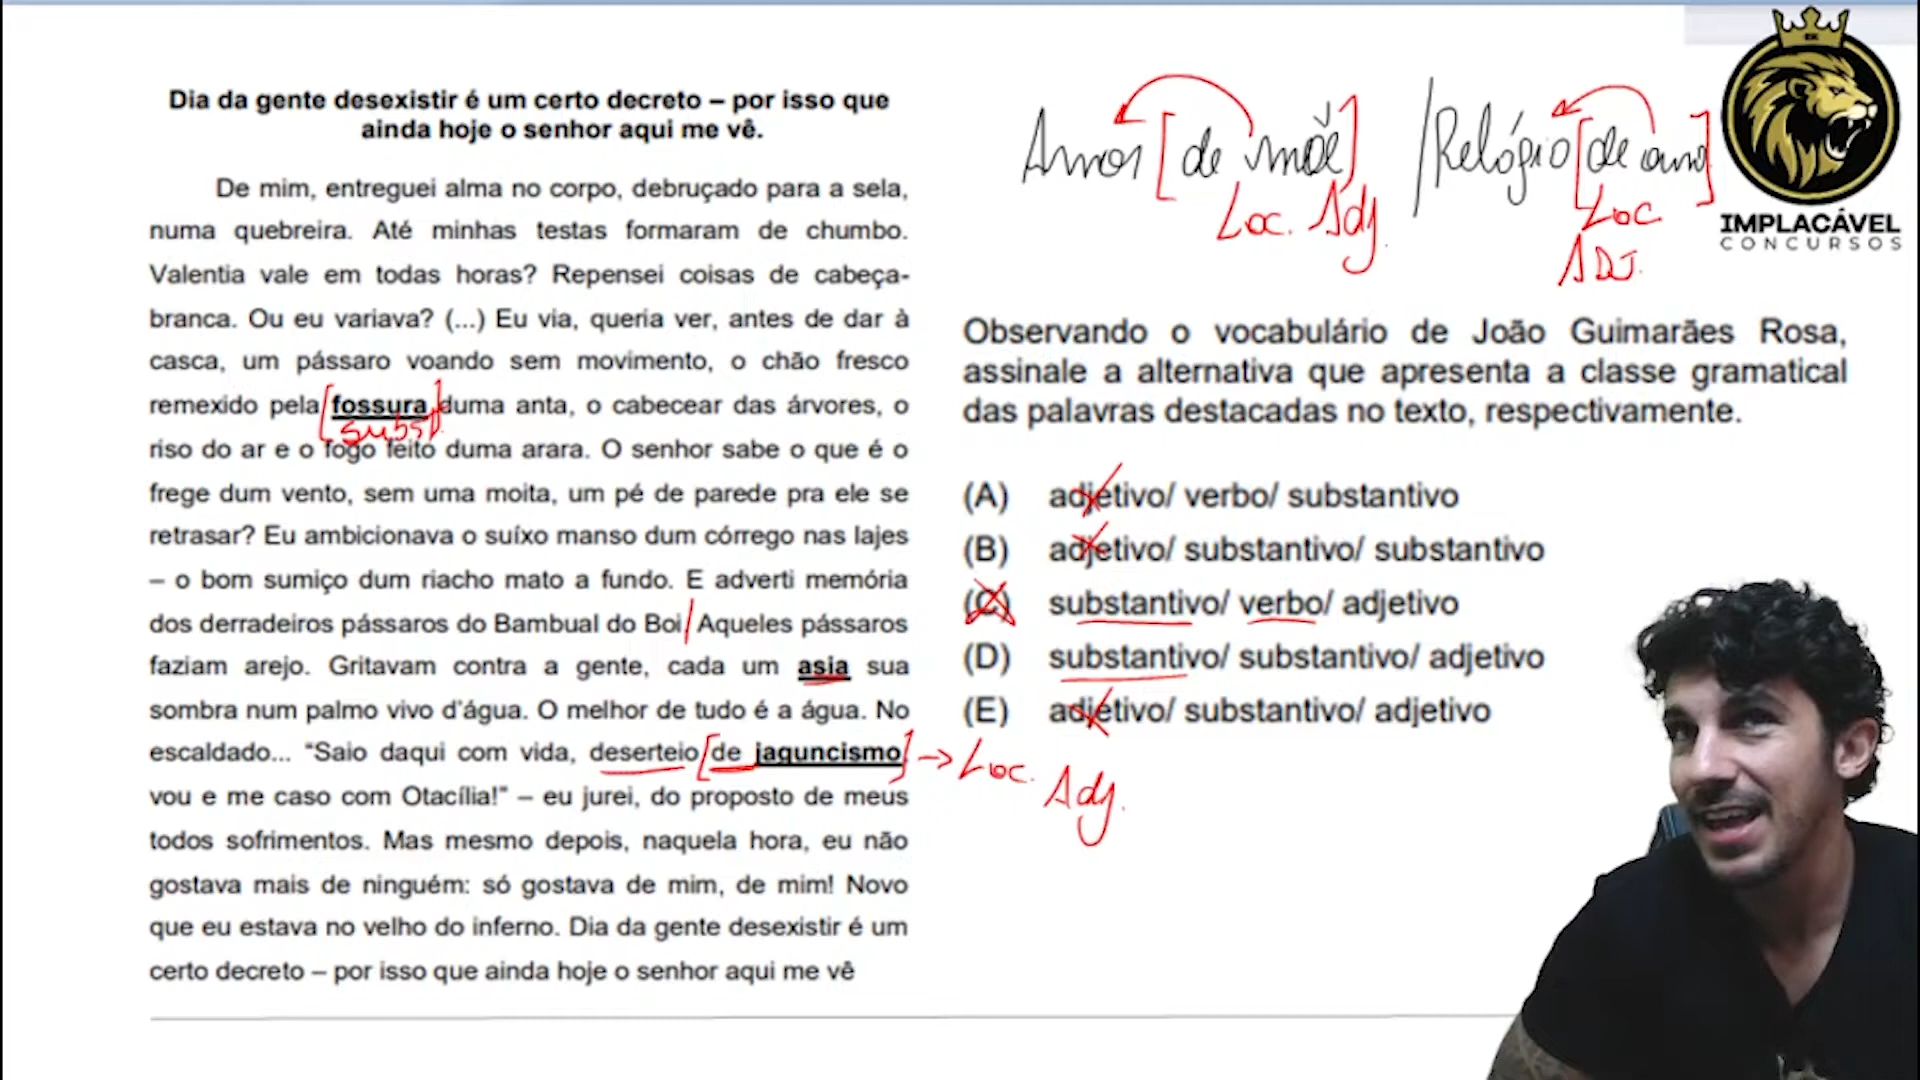 Dia da gente desexistir é um certo decreto – por isso que
ainda hoje o senhor aqui me vê.
De mim, entreguei alma no corpo, debruçado para a sela,
numa quebreira. Até minhas testas formaram de chumbo.
Valentia vale em todas horas? Repensei coisas de cabeça-
branca. Ou eu variava? (...) Eu via, queria ver, antes de dar à
casca, um pássaro voando sem movimento, o chão fresco
remexido pela fossura duma anta, o cabecear das árvores, o
subst.
riso do ar e o fogo feito duma arara. O senhor sabe o que é o
frege dum vento, sem uma moita, um pé de parede pra ele se
retrasar? Eu ambicionava o suíxo manso dum córrego nas lajes
– o bom sumiço dum riacho mato a fundo. E adverti memória
dos derradeiros pássaros do Bambual do Boi/ Aqueles pássaros
faziam arejo. Gritavam contra a gente, cada um asia sua
sombra num palmo vivo d'água. O melhor de tudo é a água. No
escaldado... "Saio daqui com vida, deserteio [de jaguncismo] → Loc.
Adj.
vou e me caso com Otacília!" – eu jurei, do proposto de meus
todos sofrimentos. Mas mesmo depois, naquela hora, eu não
gostava mais de ninguém: só gostava de mim, de mim! Novo
que eu estava no velho do inferno. Dia da gente desexistir é um
certo decreto – por isso que ainda hoje o senhor aqui me vê
Amor [de mãe] / Relógio [de ouro]
Loc. Adj. Loc
ADJ.
IMPLACÁVEL
CONCURSOS
Observando o vocabulário de João Guimarães Rosa,
assinale a alternativa que apresenta a classe gramatical
das palavras destacadas no texto, respectivamente.
(A) adjetivo/ verbo/ substantivo
(B) adjetivo/ substantivo/ substantivo
(C) substantivo/ verbo/ adjetivo
(D) substantivo/ substantivo/ adjetivo
(E) adjetivo/ substantivo/ adjetivo